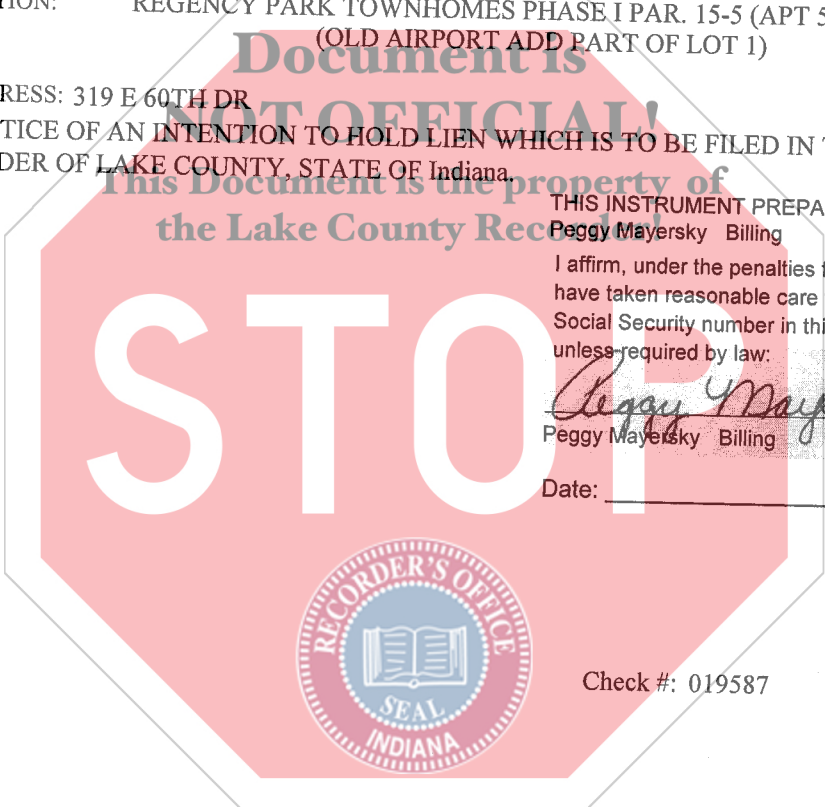 TION: REGENCY PARK TOWNHOMES PHASE I PAR. 15-5 (APT 5
(OLD AIRPORT ADD PART OF LOT 1)
Document is
RESS: 319 E 60TH DR
NOT OFFICIAL!
TICE OF AN INTENTION TO HOLD LIEN WHICH IS TO BE FILED IN
DER OF LAKE COUNTY, STATE OF Indiana.
This Document is the property of
the Lake County Recorder!
THIS INSTRUMENT PREPA
Peggy Mayersky Billing
I affirm, under the penalties f
have taken reasonable care
Social Security number in thi
unless required by law:
Peggy May
Peggy Mayersky Billing
Date:
STOP
RECORDER'S OFFICE
SEAL
INDIANA
Check #: 019587